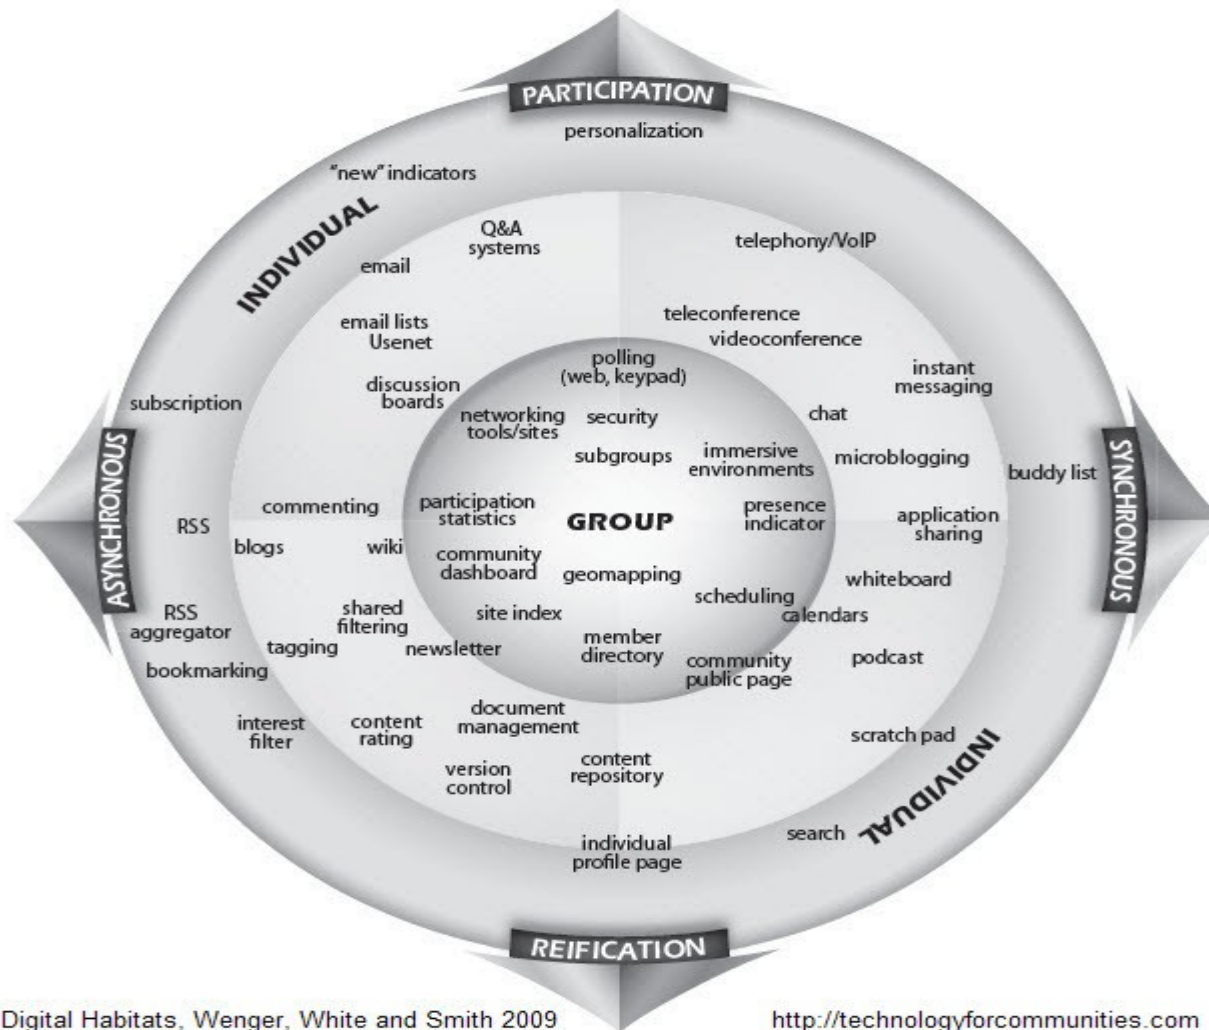 PARTICIPATION
personalization
"new" indicators
INDIVIDUAL
Q&A
systems
telephony/VoIP
email
email lists
Usenet
teleconference
videoconference
polling
(web, keypad)
instant
messaging
discussion
boards
subscription
networking
tools/sites
security
chat
subgroups
immersive
environments
microblogging
buddy list
SYNCHRONOUS
ASYNCHRONOUS
commenting
participation
statistics
GROUP
presence
indicator
application
sharing
RSS
blogs
wiki
community
dashboard
geomapping
whiteboard
scheduling
calendars
RSS
aggregator
shared
filtering
site index
tagging
newsletter
member
directory
community
public page
podcast
bookmarking
interest
filter
content
rating
document
management
scratch pad
INDIVIDUAL
version
control
content
repository
search
individual
profile page
REIFICATION
Digital Habitats, Wenger, White and Smith 2009
http://technologyforcommunities.com